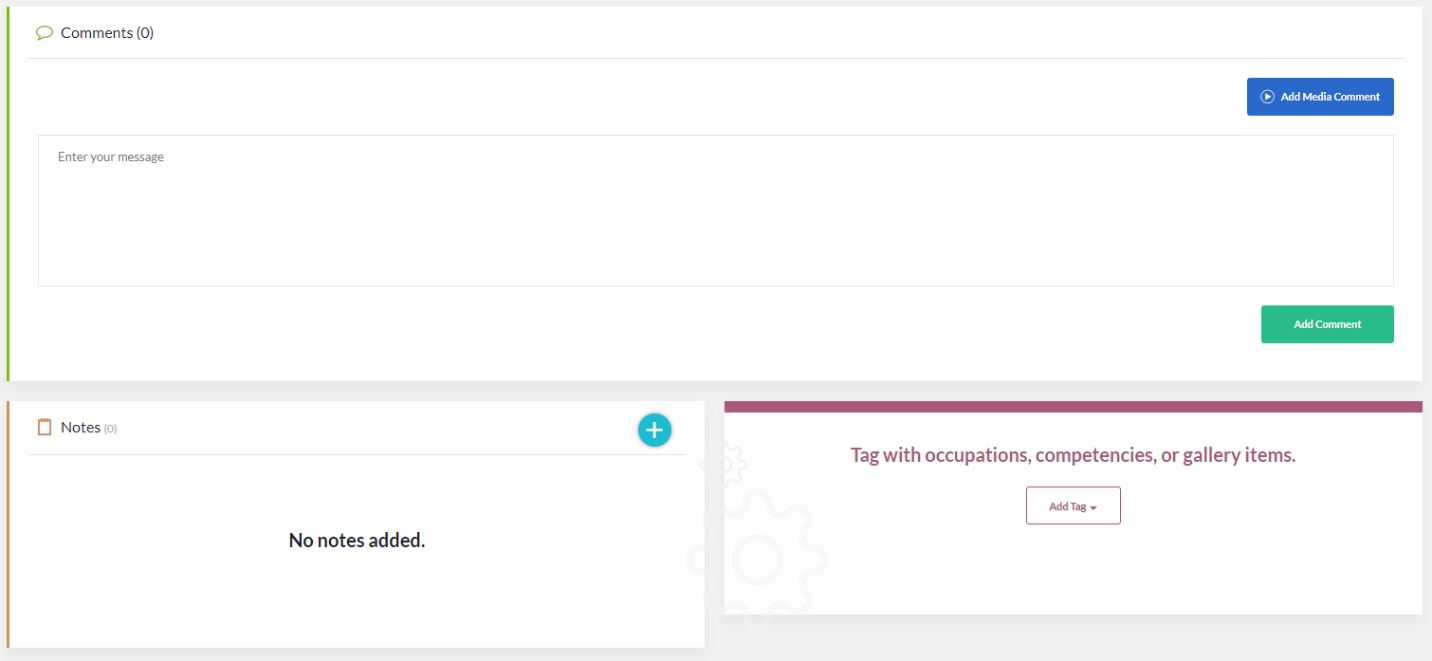 Comments (0)
Add Media Comment
Enter your message
Add Comment
Notes (0)
No notes added.
Tag with occupations, competencies, or gallery items.
Add Tag